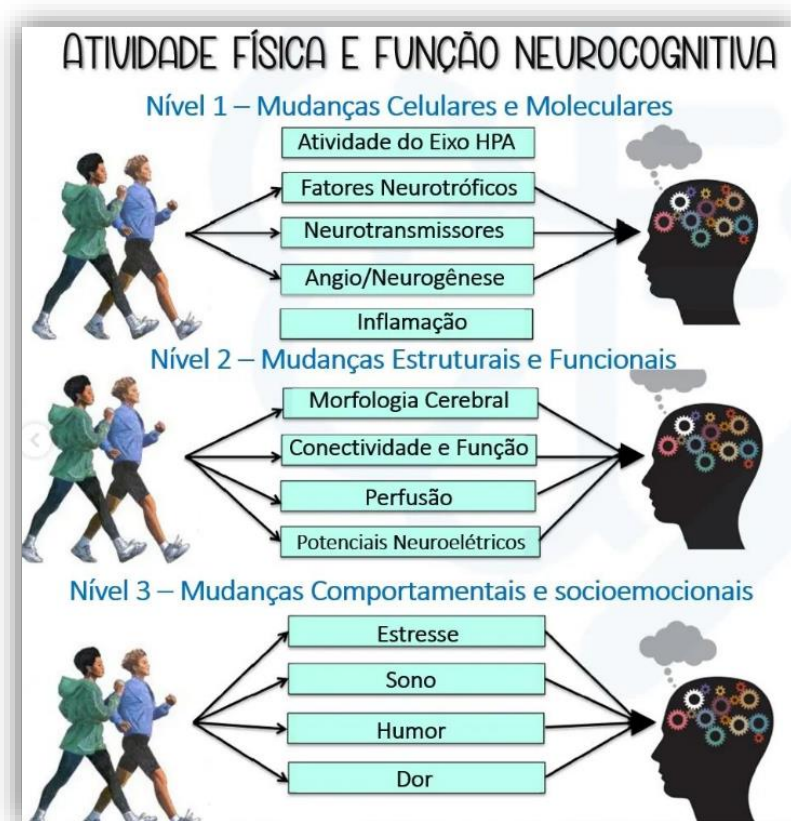 ATIVIDADE FÍSICA E FUNÇÃO NEUROCOGNITIVA
Nível 1 – Mudanças Celulares e Moleculares
Atividade do Eixo HPA
Fatores Neurotróficos
Neurotransmissores
Angio/Neurogênese
Inflamação
Nível 2 – Mudanças Estruturais e Funcionais
Morfologia Cerebral
Conectividade e Função
Perfusão
Potenciais Neuroelétricos
Nível 3 – Mudanças Comportamentais e socioemocionais
Estresse
Sono
Humor
Dor